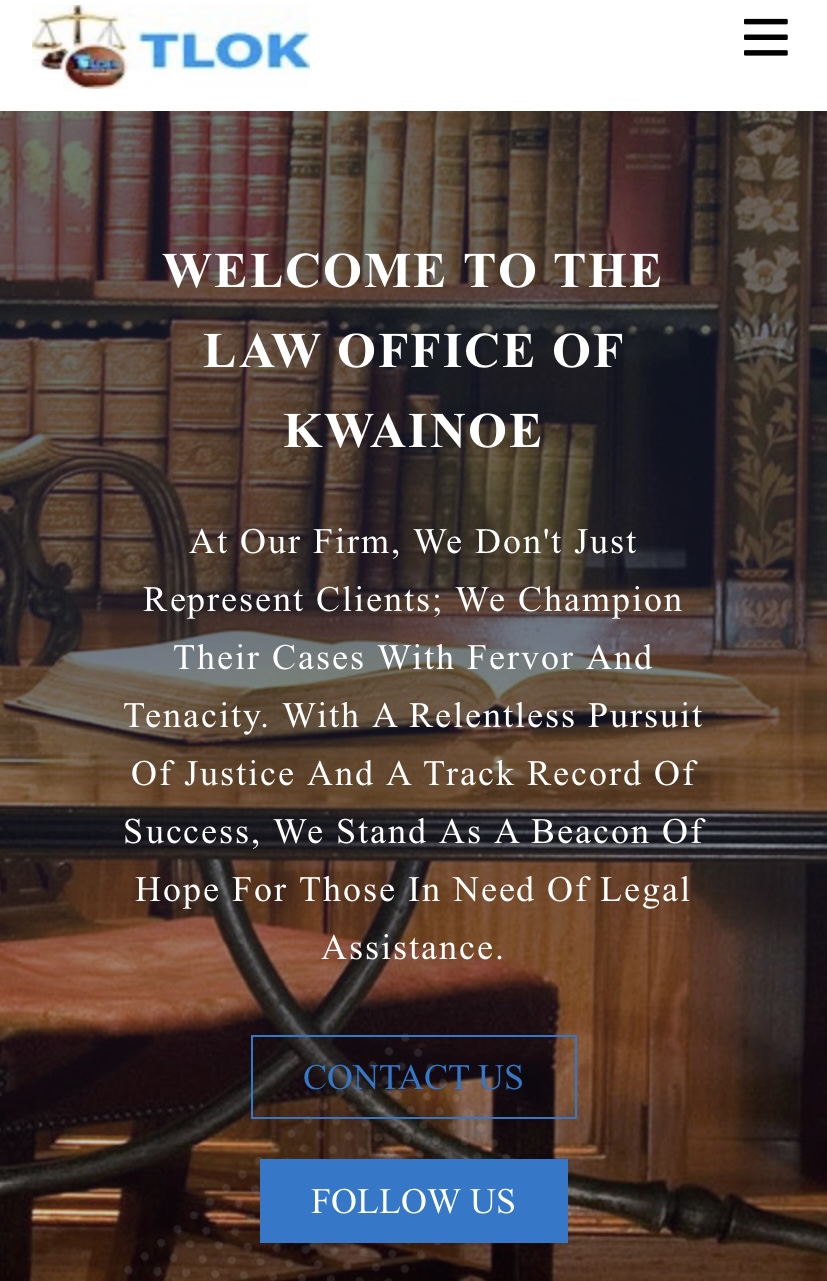 TLOK
WELCOME TO THE
LAW OFFICE OF
KWAINOE
At Our Firm, We Don't Just
Represent Clients; We Champion
Their Cases With Fervor And
Tenacity. With A Relentless Pursuit
Of Justice And A Track Record Of
Success, We Stand As A Beacon Of
Hope For Those In Need Of Legal
Assistance.
CONTACT US
FOLLOW US